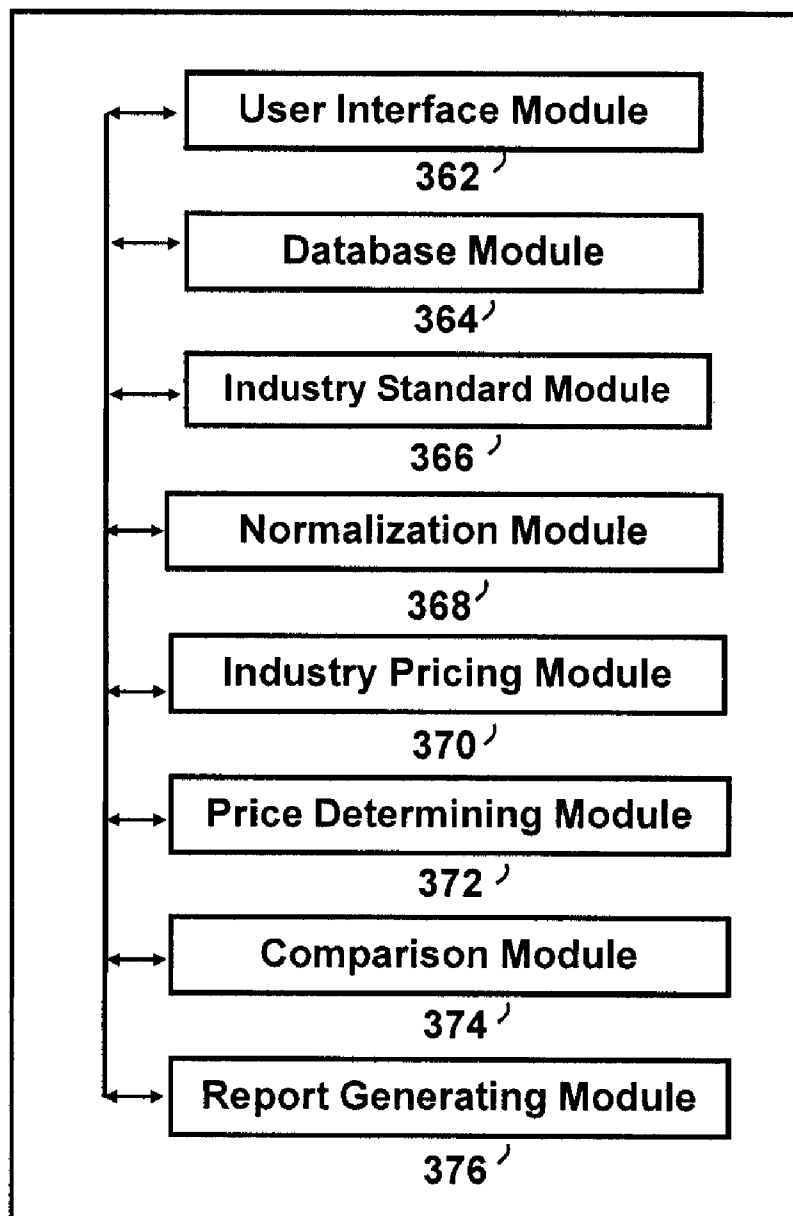 User Interface Module
362
Database Module
364
Industry Standard Module
366
Normalization Module
368
Industry Pricing Module
370
Price Determining Module
372
Comparison Module
374
Report Generating Module
376